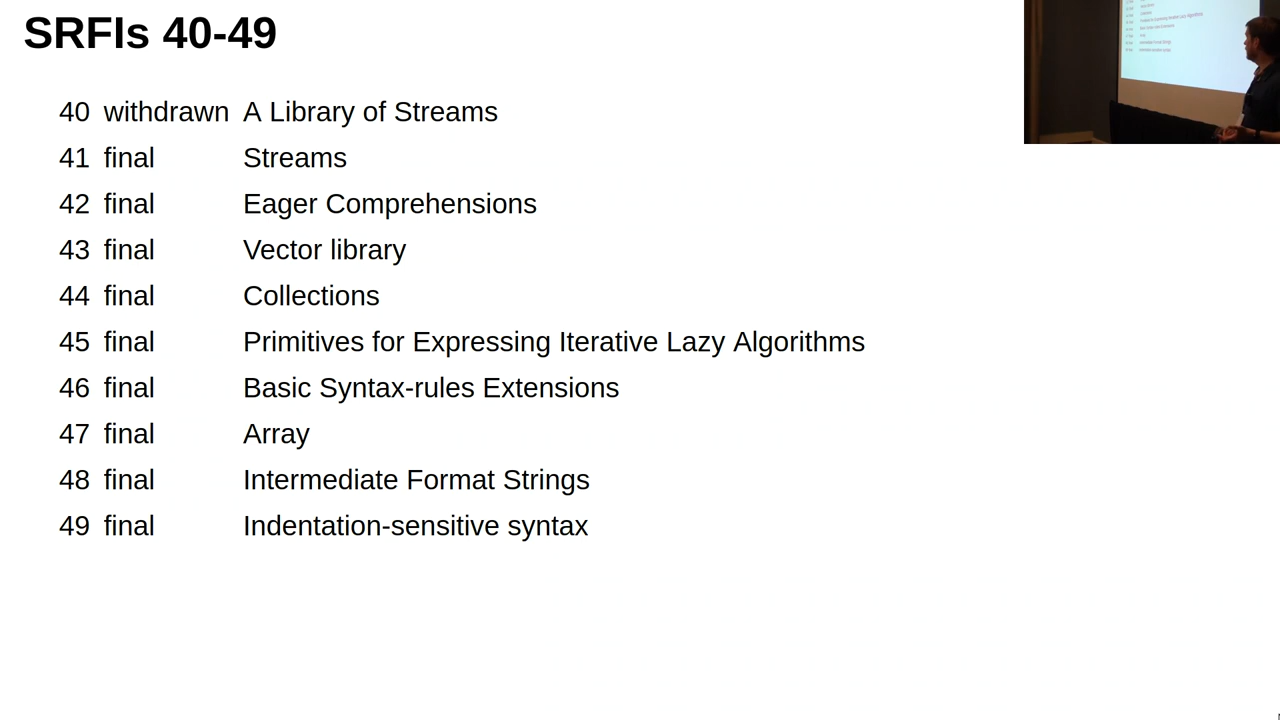 SRFIs 40-49
40 withdrawn A Library of Streams
41 final Streams
42 final Eager Comprehensions
43 final Vector library
44 final Collections
45 final Primitives for Expressing Iterative Lazy Algorithms
46 final Basic Syntax-rules Extensions
47 final Array
48 final Intermediate Format Strings
49 final Indentation-sensitive syntax